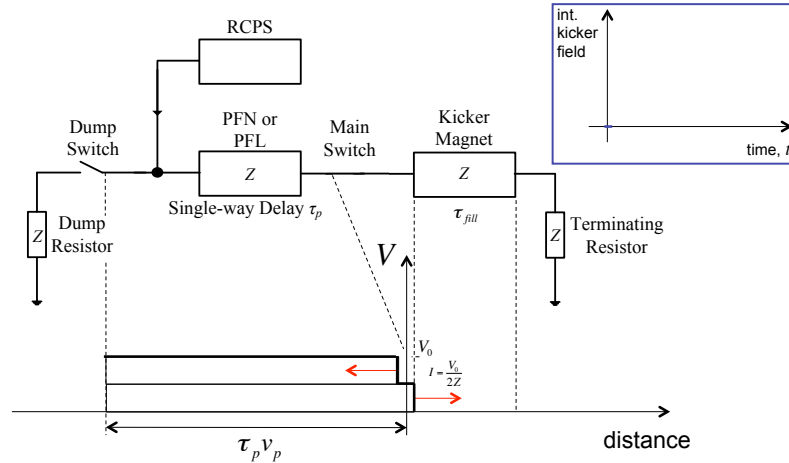 RCPS
int.
kicker
field
time, t
Dump
Switch
PFN or
PFL
Main
Switch
Kicker
Magnet
Z
Z
Single-way Delay τp
τfill
Z
Dump
Resistor
Z
Terminating
Resistor
V
V0
I = V0/2Z
τp vp
distance